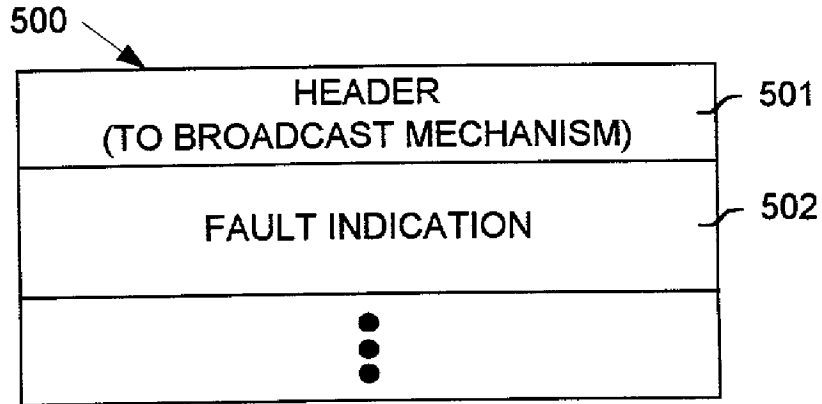 500
HEADER
(TO BROADCAST MECHANISM)
501
FAULT INDICATION
502